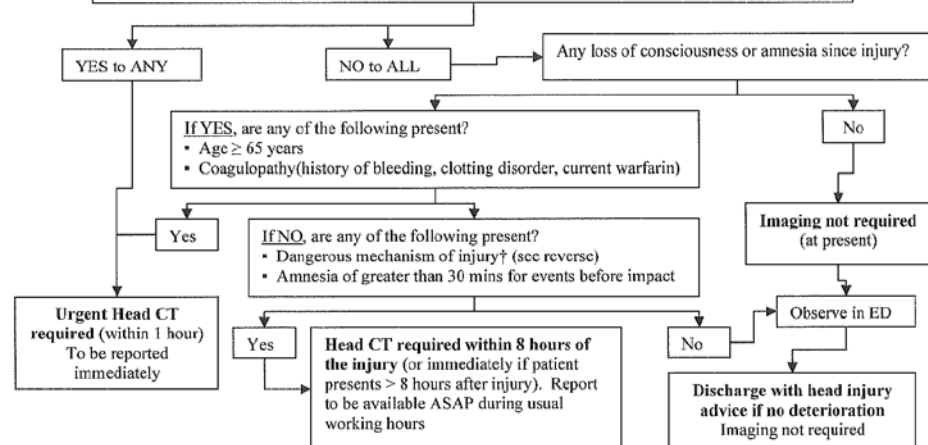 YES to ANY
NO to ALL
Any loss of consciousness or amnesia since injury?
If YES, are any of the following present?
▪ Age ≥ 65 years
▪ Coagulopathy(history of bleeding, clotting disorder, current warfarin)
No
Yes
If NO, are any of the following present?
▪ Dangerous mechanism of injury† (see reverse)
▪ Amnesia of greater than 30 mins for events before impact
Imaging not required
(at present)
Urgent Head CT
required (within 1 hour)
To be reported
immediately
Yes
Head CT required within 8 hours of
the injury (or immediately if patient
presents > 8 hours after injury). Report
to be available ASAP during usual
working hours
No
Observe in ED
Discharge with head injury
advice if no deterioration
Imaging not required